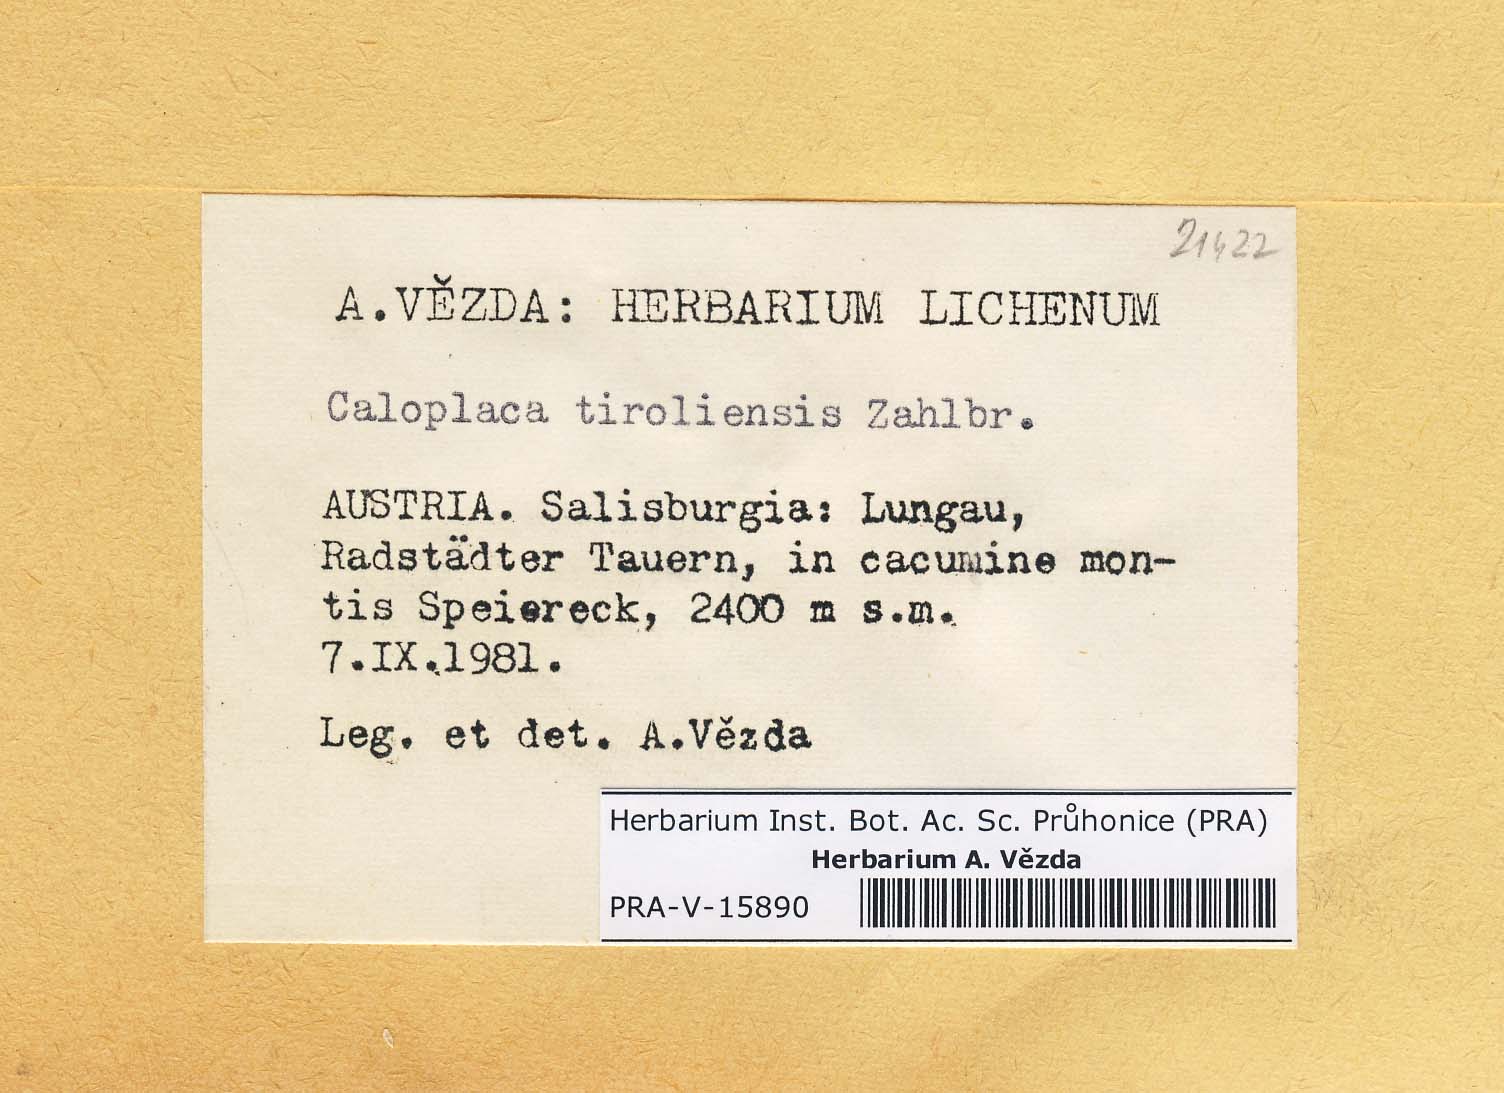 21422
A.VĚZDA: HERBARIUM LICHENUM
Caloplaca tiroliensis Zahlbr.
AUSTRIA. Salisburgia: Lungau,
Radstädter Tauern, in cacumine mon-
tis Speiereck, 2400 m s.m.
7.IX.1981.
Leg. et det. A.Vězda
Herbarium Inst. Bot. Ac. Sc. Průhonice (PRA)
Herbarium A. Vězda
PRA-V-15890